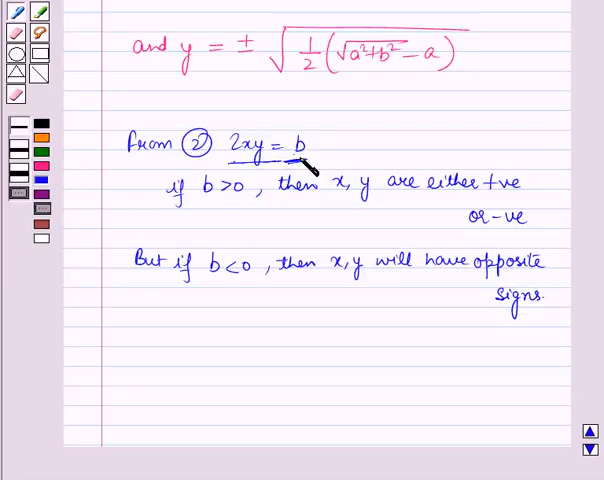 and y = ± √(1/2 (√a²+b² - a))
From ② 2xy = b
if b > 0, then x, y are either +ve
or -ve
But if b < 0, then x, y will have opposite
signs.